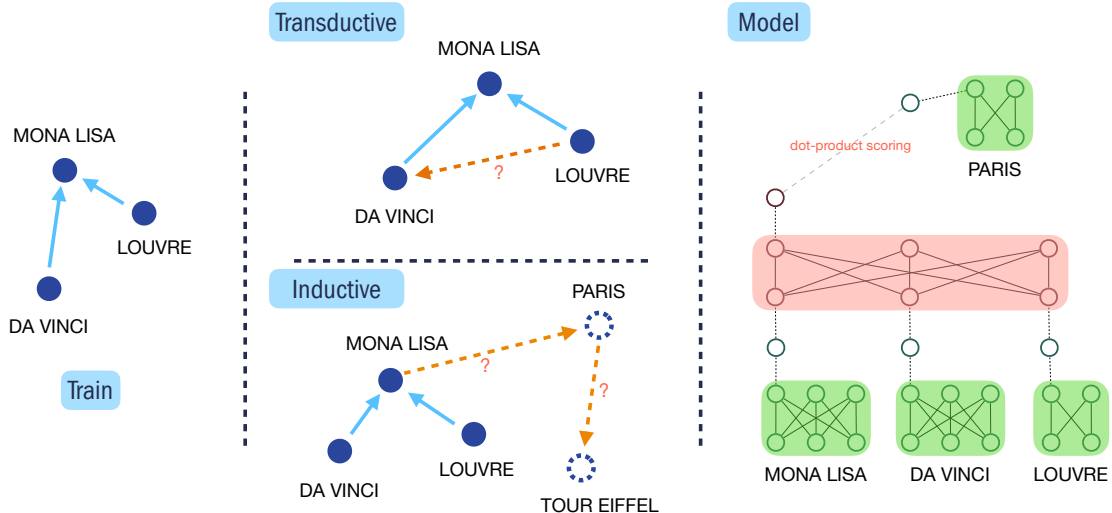 MONA LISA
LOUVRE
DA VINCI
Train
Transductive
MONA LISA
?
LOUVRE
DA VINCI
Inductive
PARIS
MONA LISA
?
?
LOUVRE
DA VINCI
TOUR EIFFEL
Model
dot-product scoring
PARIS
MONA LISA
DA VINCI
LOUVRE